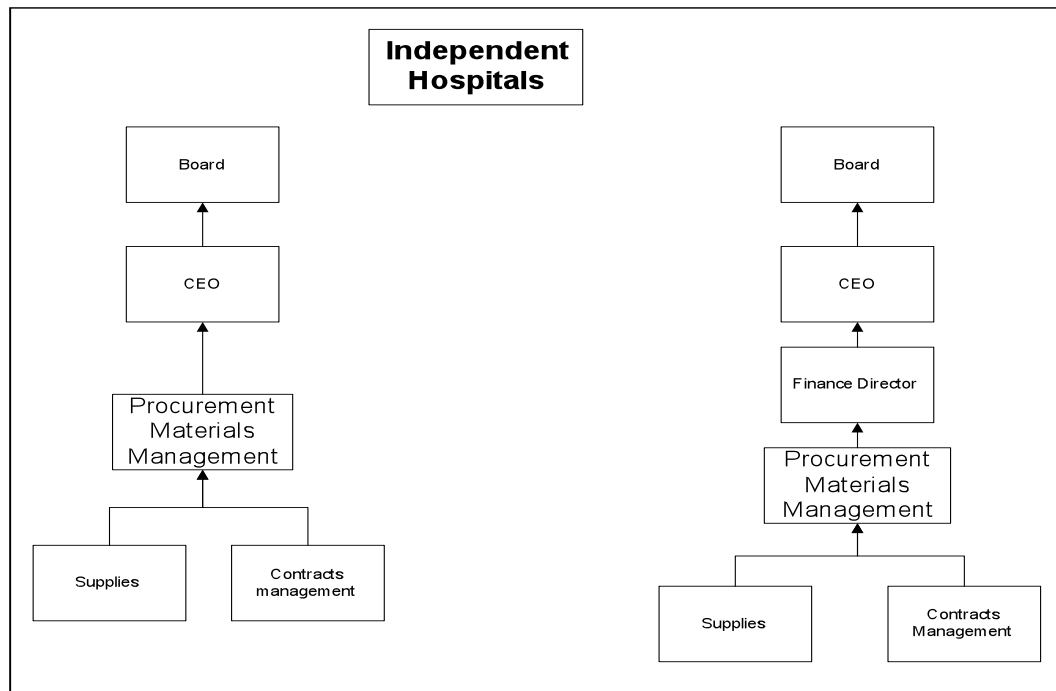 Independent
Hospitals
Board
CEO
Procurement
Materials
Management
Supplies
Contracts
management
Board
CEO
Finance Director
Procurement
Materials
Management
Supplies
Contracts
Management